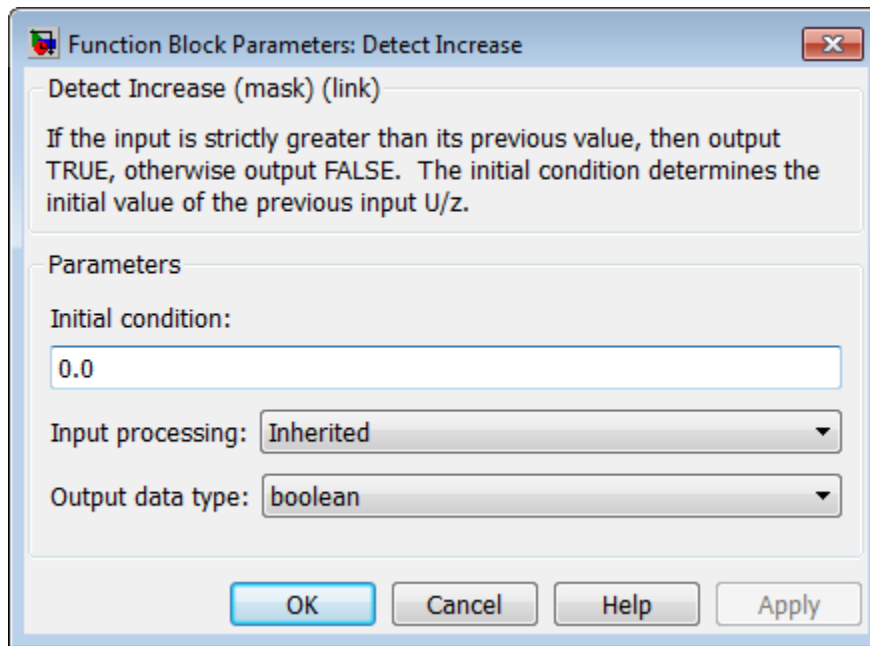 Function Block Parameters: Detect Increase
Detect Increase (mask) (link)
If the input is strictly greater than its previous value, then output
TRUE, otherwise output FALSE.  The initial condition determines the
initial value of the previous input U/z.
Parameters
Initial condition:
0.0
Input processing: Inherited
Output data type: boolean
OK Cancel Help Apply